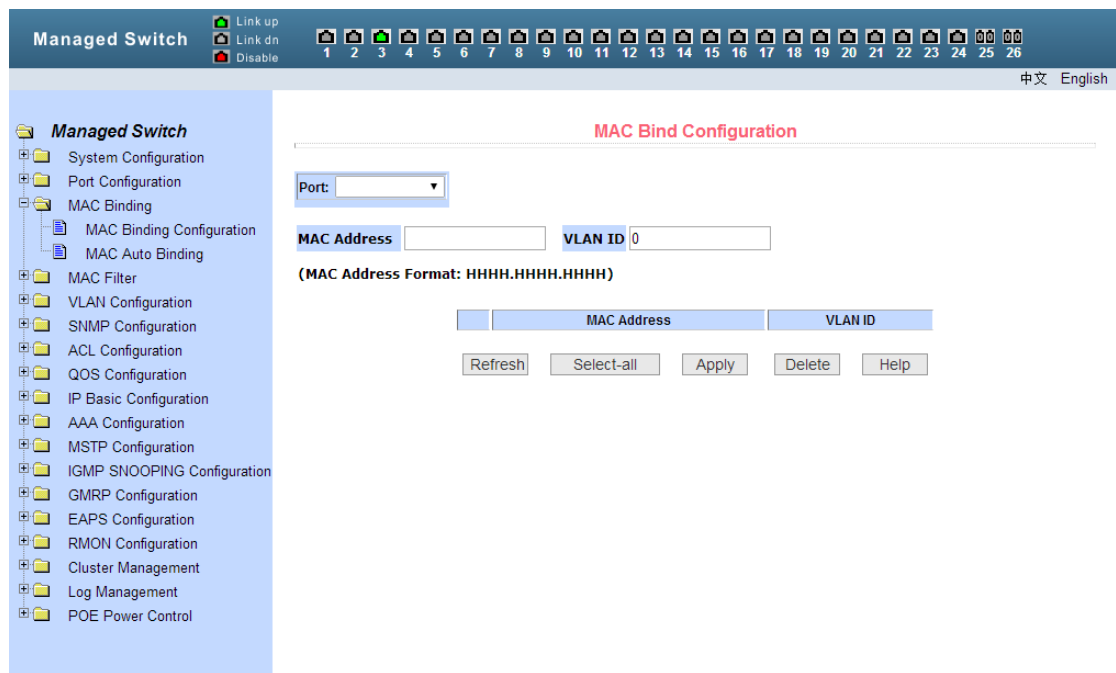 Managed Switch
Link up
Link dn
Disable
1 2 3 4 5 6 7 8 9 10 11 12 13 14 15 16 17 18 19 20 21 22 23 24 25 26
中文 English
Managed Switch
System Configuration
Port Configuration
MAC Binding
MAC Binding Configuration
MAC Auto Binding
MAC Filter
VLAN Configuration
SNMP Configuration
ACL Configuration
QOS Configuration
IP Basic Configuration
AAA Configuration
MSTP Configuration
IGMP SNOOPING Configuration
GMRP Configuration
EAPS Configuration
RMON Configuration
Cluster Management
Log Management
POE Power Control
MAC Bind Configuration
Port:
MAC Address VLAN ID 0
(MAC Address Format: HHHH.HHHH.HHHH)
MAC Address VLAN ID
Refresh Select-all Apply Delete Help